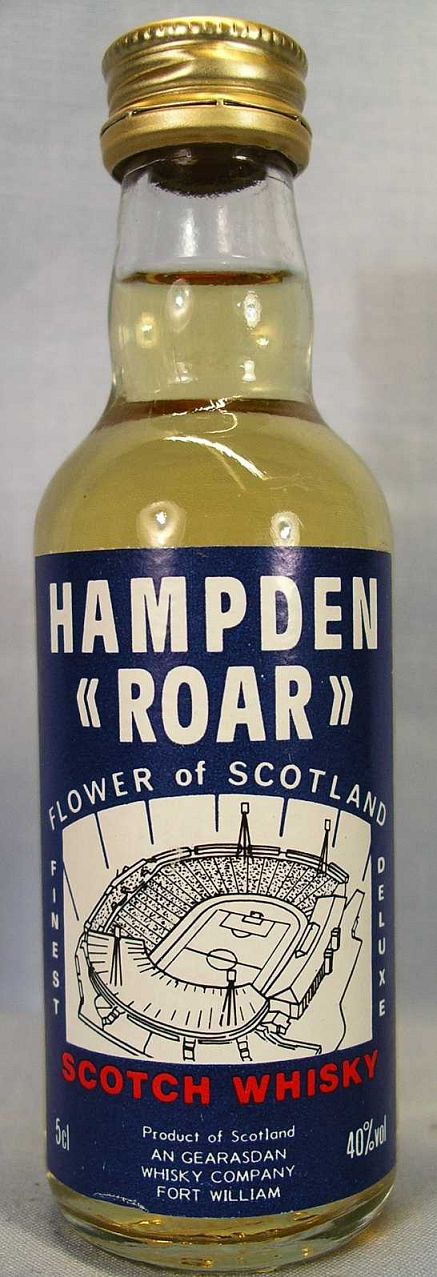 HAMPDEN
« ROAR »
FLOWER of SCOTLAND
FINEST
DELUXE
SCOTCH WHISKY
5cl
40%vol
Product of Scotland
AN GEARASDAN
WHISKY COMPANY
FORT WILLIAM